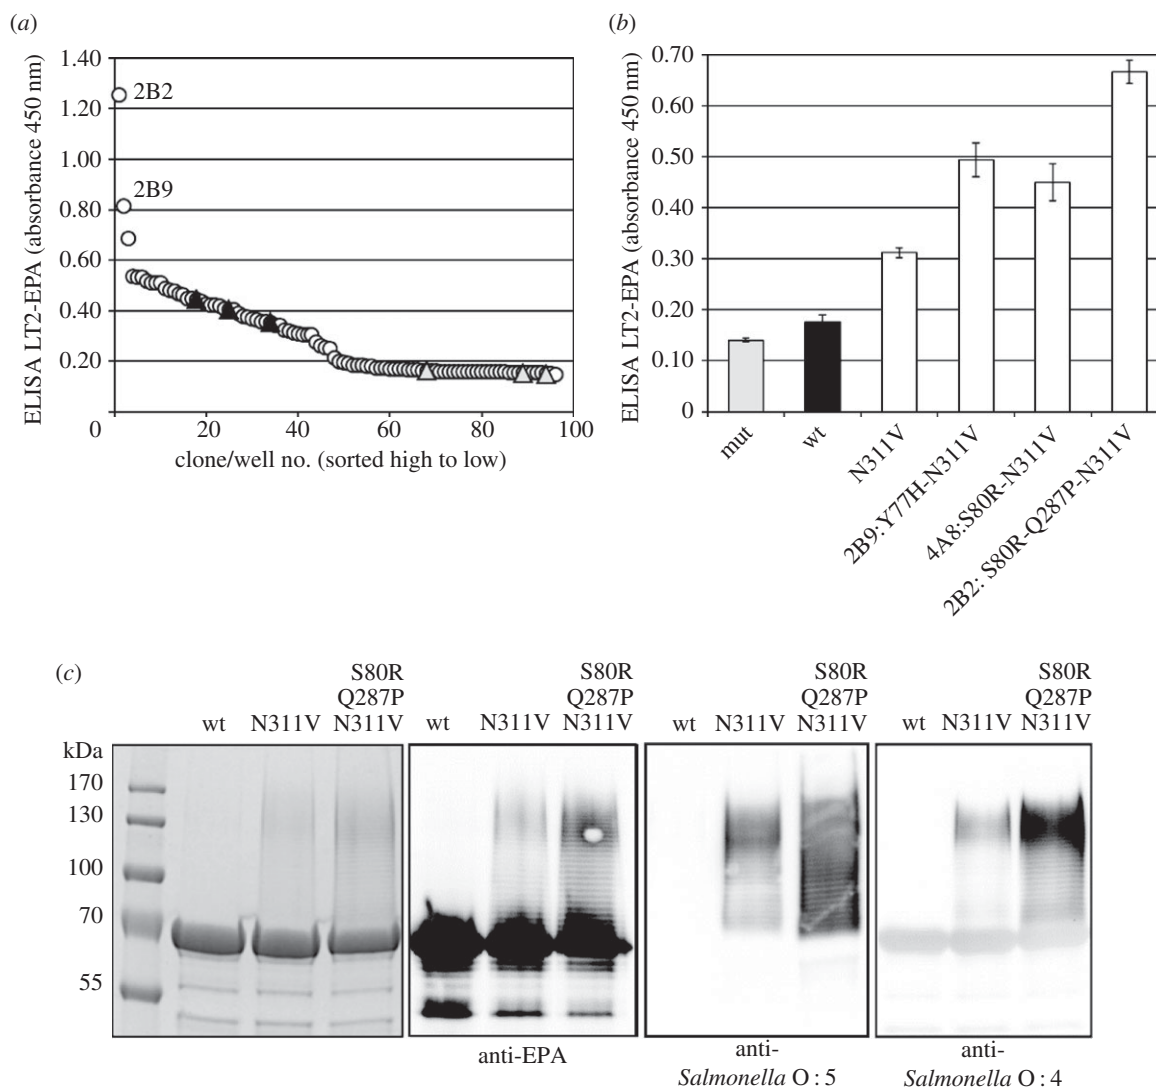 (a)
ELISA LT2-EPA (absorbance 450 nm)
1.40
1.20
1.00
0.80
0.60
0.40
0.20
0
20
40
60
80
100
2B2
2B9
clone/well no. (sorted high to low)
(b)
ELISA LT2-EPA (absorbance 450 nm)
0.70
0.60
0.50
0.40
0.30
0.20
0.10
0
mut
wt
N311V
2B9:Y77H-N311V
4A8:S80R-N311V
2B2: S80R-Q287P-N311V
(c)
kDa
170
130
100
70
55
S80R
Q287P
wt N311V N311V
S80R
Q287P
wt N311V N311V
anti-EPA
S80R
Q287P
wt N311V N311V
anti-
Salmonella O : 5
S80R
Q287P
wt N311V N311V
anti-
Salmonella O : 4